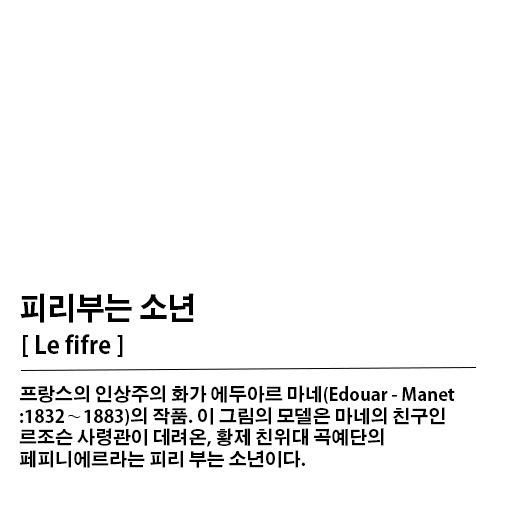 피리부는 소년
[ Le fifre ]
프랑스의 인상주의 화가 에두아르 마네(Edouar - Manet
:1832～1883)의 작품. 이 그림의 모델은 마네의 친구인
르조슨 사령관이 데려온, 황제 친위대 곡예단의
페피니에르라는 피리 부는 소년이다.